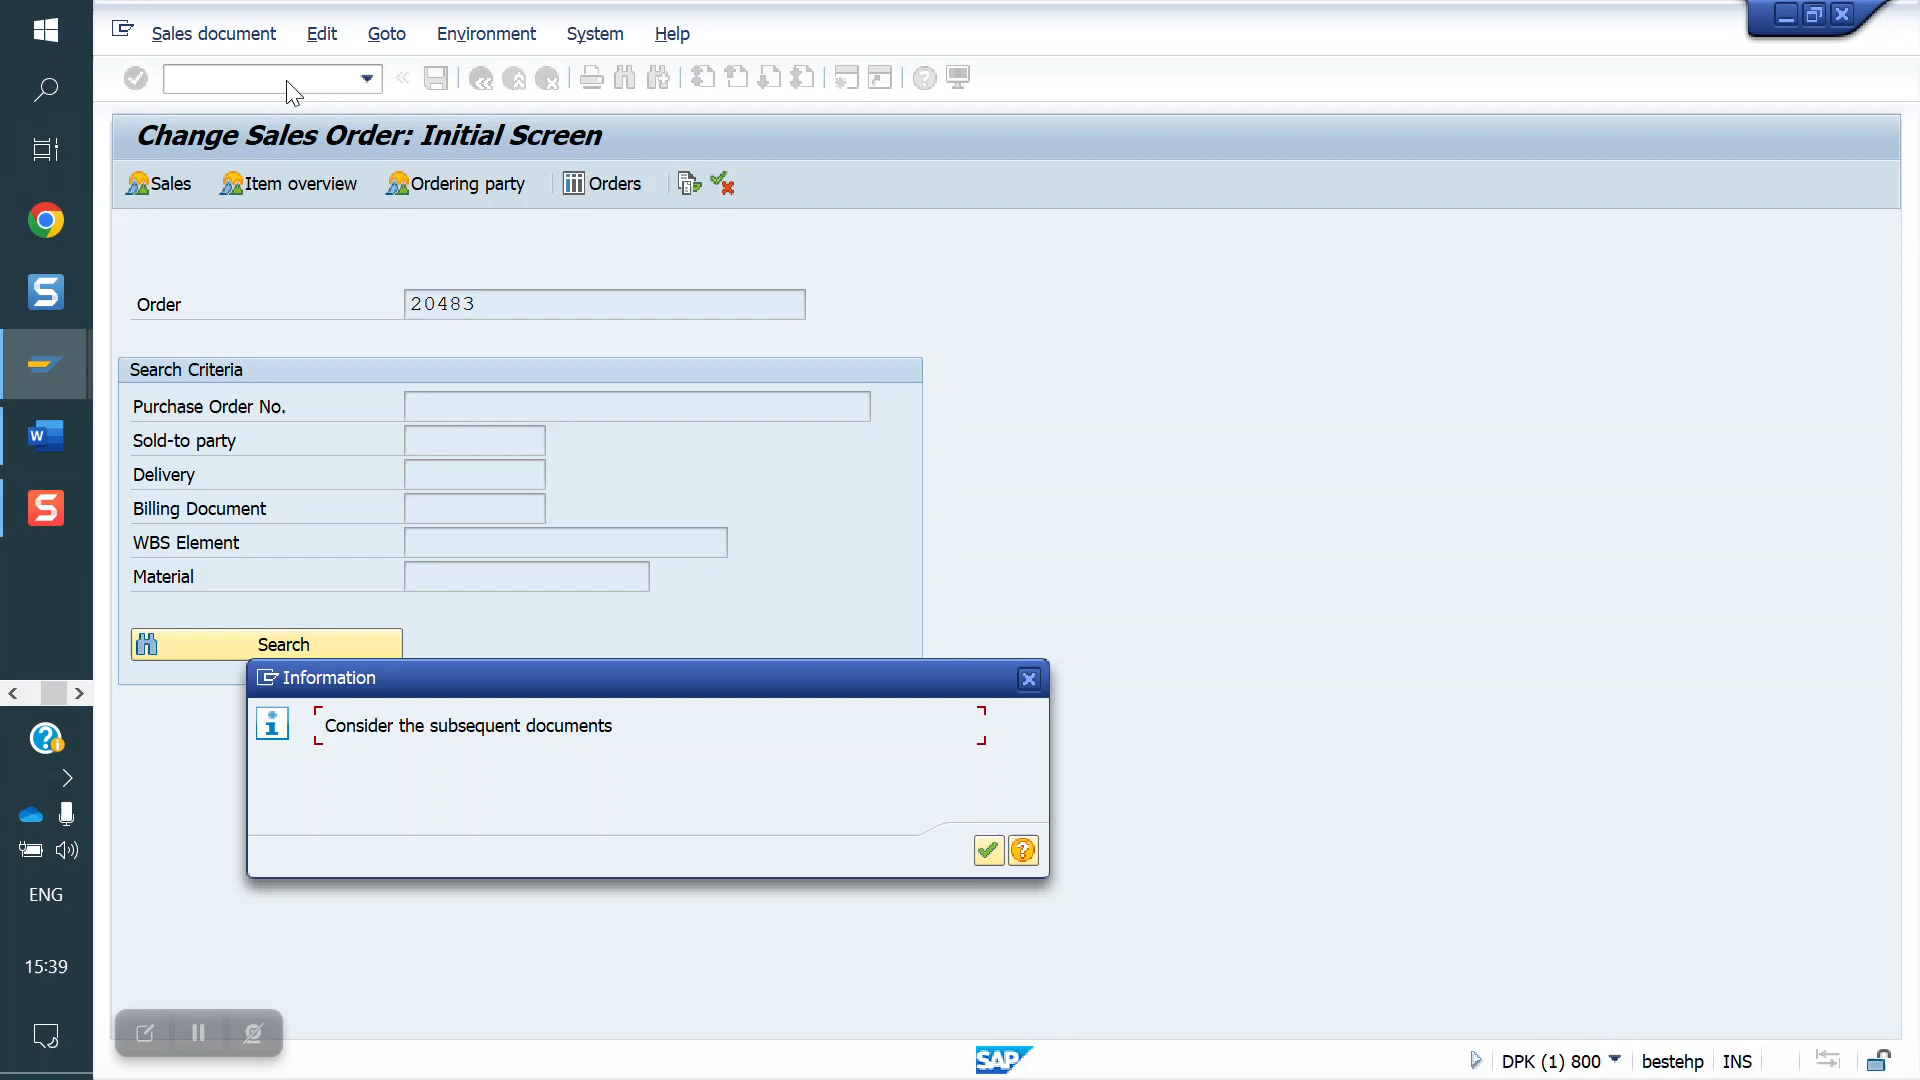 Sales document Edit Goto Environment System Help
Change Sales Order: Initial Screen
Sales Item overview Ordering party Orders
Order 20483
Search Criteria
Purchase Order No.
Sold-to party
Delivery
Billing Document
WBS Element
Material
Search
Information
Consider the subsequent documents
ENG
15:39
SAP
DPK (1) 800 bestehp INS